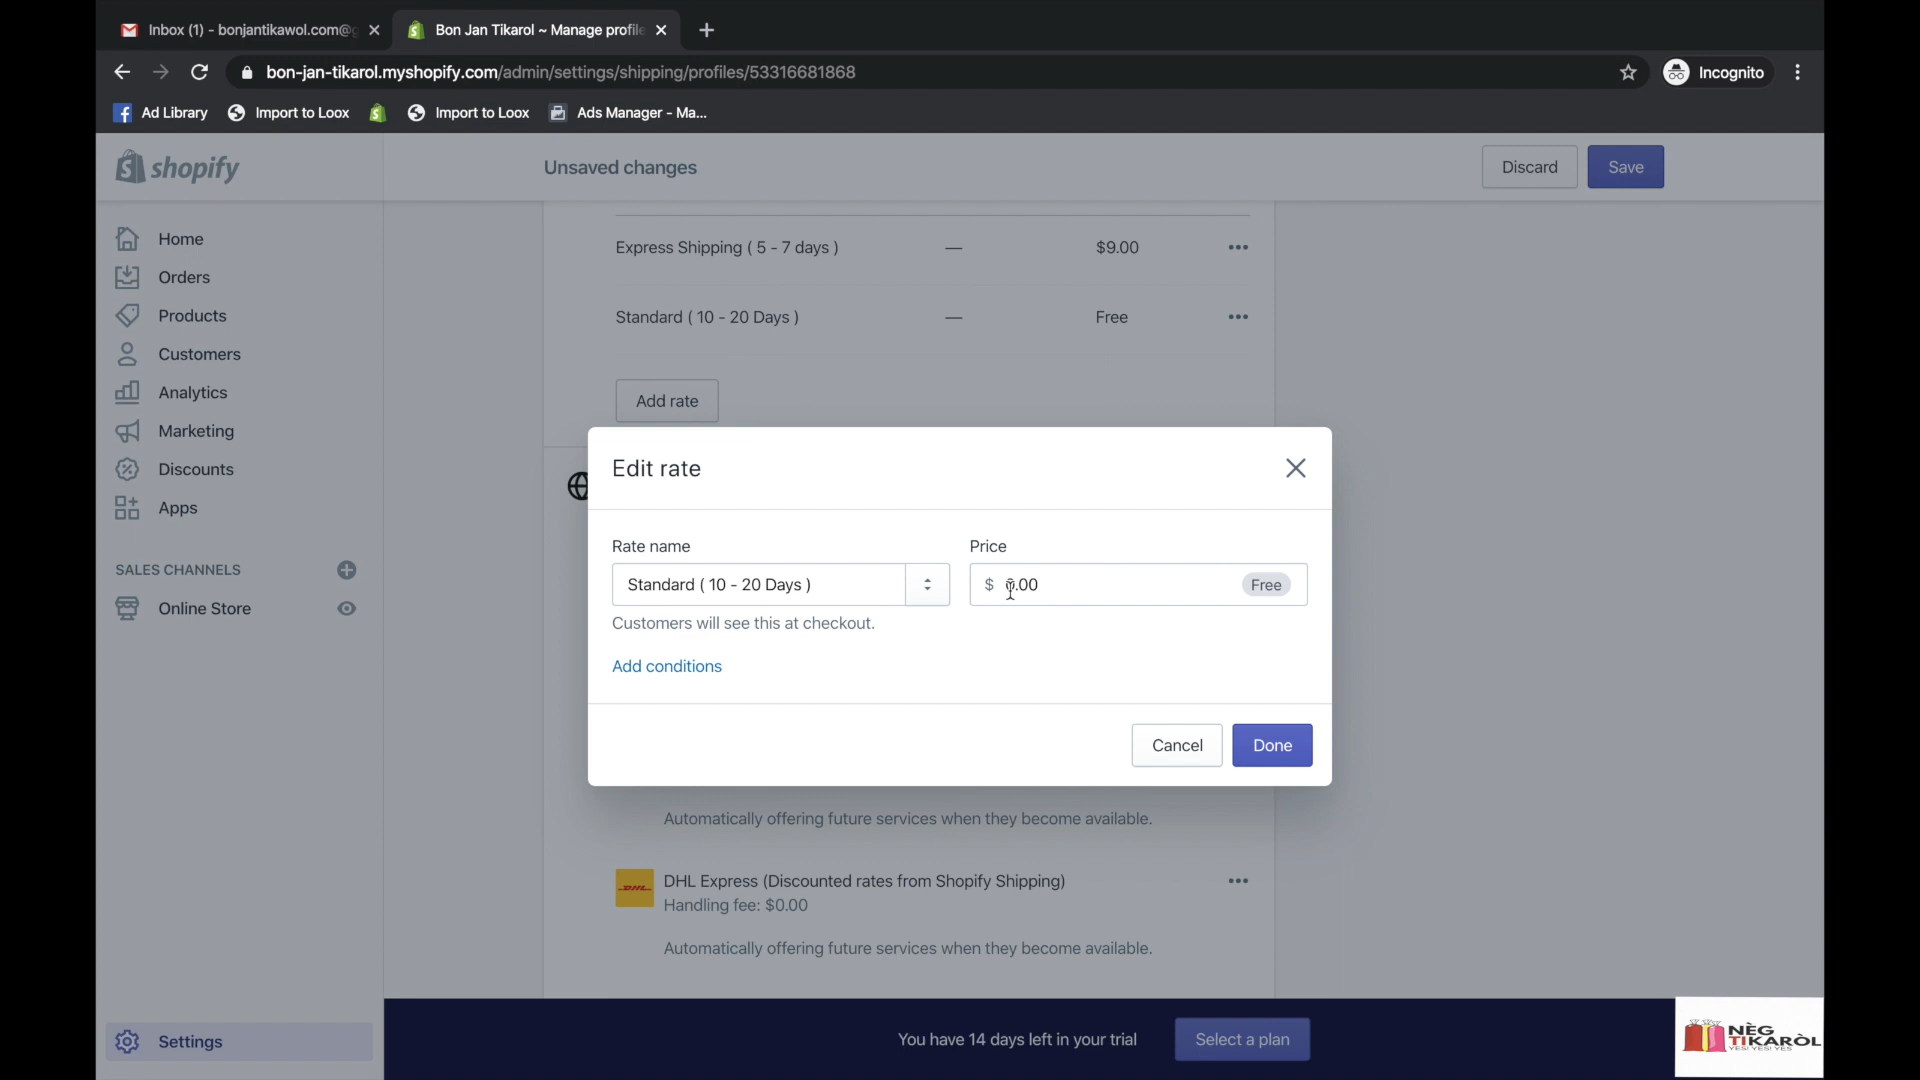 Inbox (1) - bonjantikawol.com@g
Bon Jan Tikarol ~ Manage profile
bon-jan-tikarol.myshopify.com/admin/settings/shipping/profiles/53316681868
Incognito
Ad Library
Import to Loox
Import to Loox
Ads Manager - Ma...
shopify
Unsaved changes
Discard
Save
Home
Orders
Products
Customers
Analytics
Marketing
Discounts
Apps
SALES CHANNELS
Online Store
Settings
Express Shipping ( 5 - 7 days )
—
$9.00
Standard ( 10 - 20 Days )
—
Free
Add rate
Edit rate
Rate name
Price
Standard ( 10 - 20 Days )
$ 0.00
Free
Customers will see this at checkout.
Add conditions
Cancel
Done
Automatically offering future services when they become available.
DHL Express (Discounted rates from Shopify Shipping)
Handling fee: $0.00
Automatically offering future services when they become available.
You have 14 days left in your trial
Select a plan
NÈG
TIKARÒL
YES! YES! YES